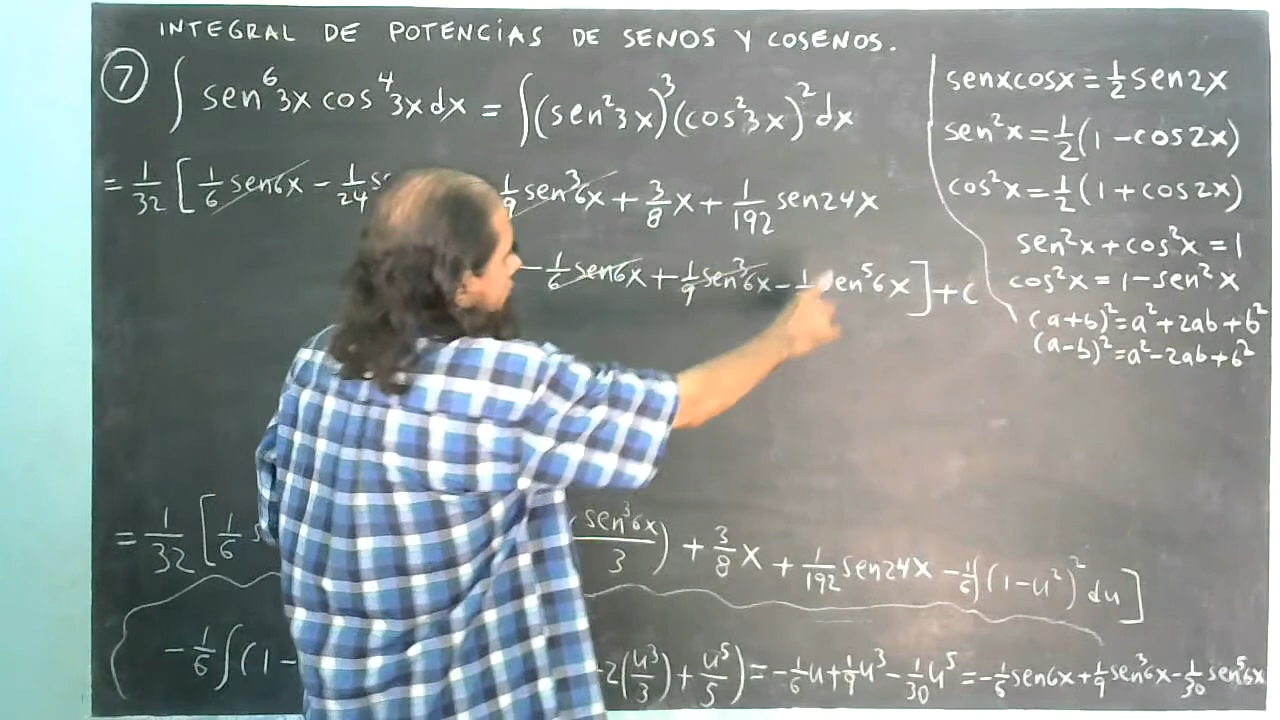 INTEGRAL DE POTENCIAS DE SENOS Y COSENOS.
7 ∫ sen⁶3x cos⁴3x dx = ∫(sen²3x)³(cos²3x)² dx
= 1/32 [ 1/6 sen6x - 1/24 1/9 sen³6x + 3/8 x + 1/192 sen24x
- 1/6 sen6x + 1/9 sen³6x - sen⁵6x ] + c
= 1/32 [ 1/6 (sen³6x/3) + 3/8 x + 1/192 sen24x - 1/6 ∫(1-u²)² du ]
- 1/6 ∫(1- -2(u³/3) + u⁵/5) = -1/6 u + 1/9 u³ - 1/30 u⁵ = -1/6 sen6x + 1/9 sen³6x - 1/30 sen⁵6x
senxcosx = 1/2 sen2x
sen²x = 1/2 (1-cos2x)
cos²x = 1/2 (1+cos2x)
sen²x + cos²x = 1
cos²x = 1-sen²x
(a+b)² = a²+2ab+b²
(a-b)² = a²-2ab+b²